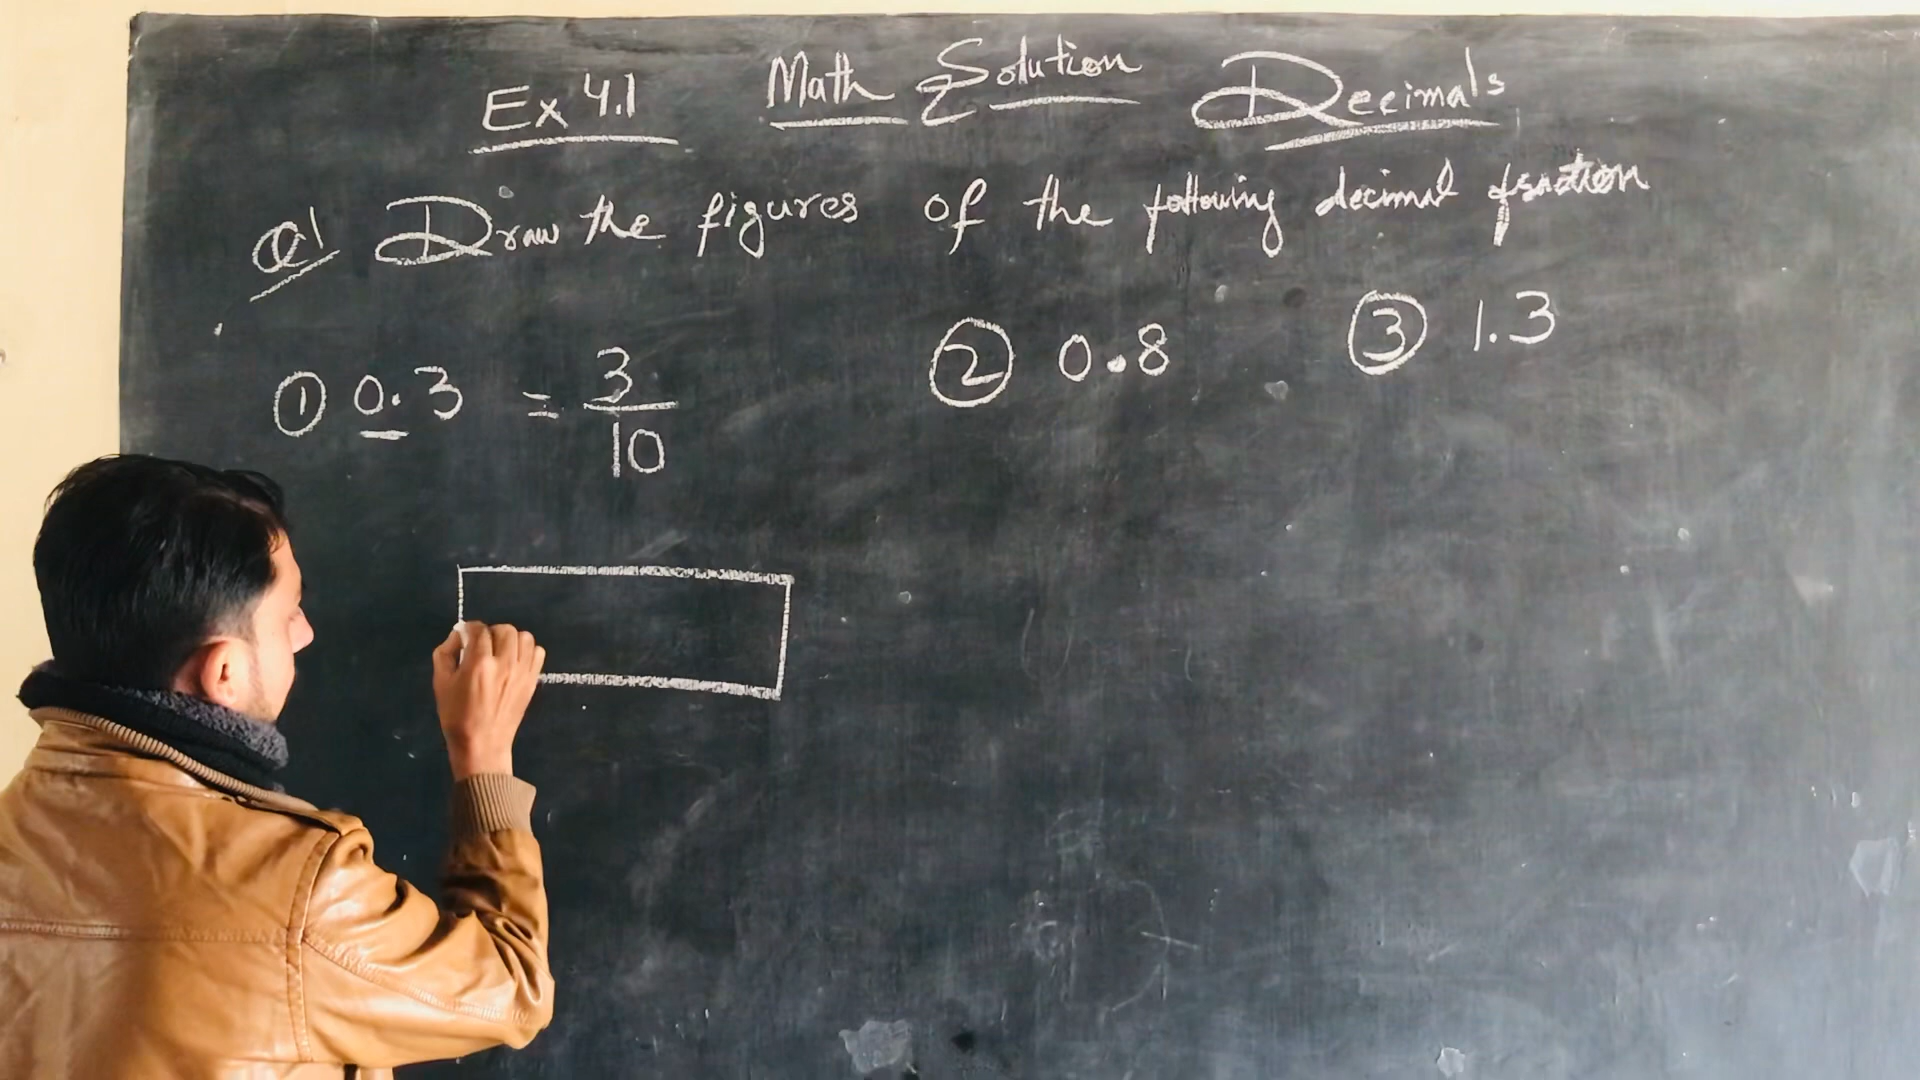 Ex 4.1 Math Solution Decimals
Q1 Draw the figures of the following decimal fraction
① 0.3 = 3/10 ② 0.8 ③ 1.3